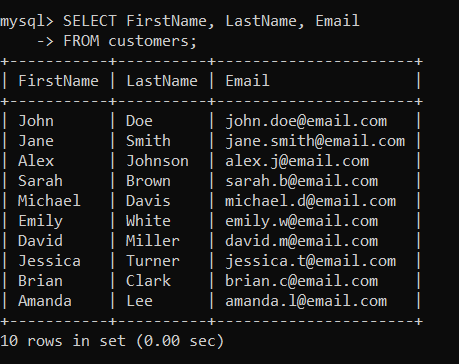 mysql> SELECT FirstName, LastName, Email
    -> FROM customers;
+-----------+----------+----------------------+
| FirstName | LastName | Email                |
+-----------+----------+----------------------+
| John      | Doe      | john.doe@email.com   |
| Jane      | Smith    | jane.smith@email.com |
| Alex      | Johnson  | alex.j@email.com     |
| Sarah     | Brown    | sarah.b@email.com    |
| Michael   | Davis    | michael.d@email.com  |
| Emily     | White    | emily.w@email.com    |
| David     | Miller   | david.m@email.com    |
| Jessica   | Turner   | jessica.t@email.com  |
| Brian     | Clark    | brian.c@email.com    |
| Amanda    | Lee      | amanda.l@email.com   |
+-----------+----------+----------------------+
10 rows in set (0.00 sec)